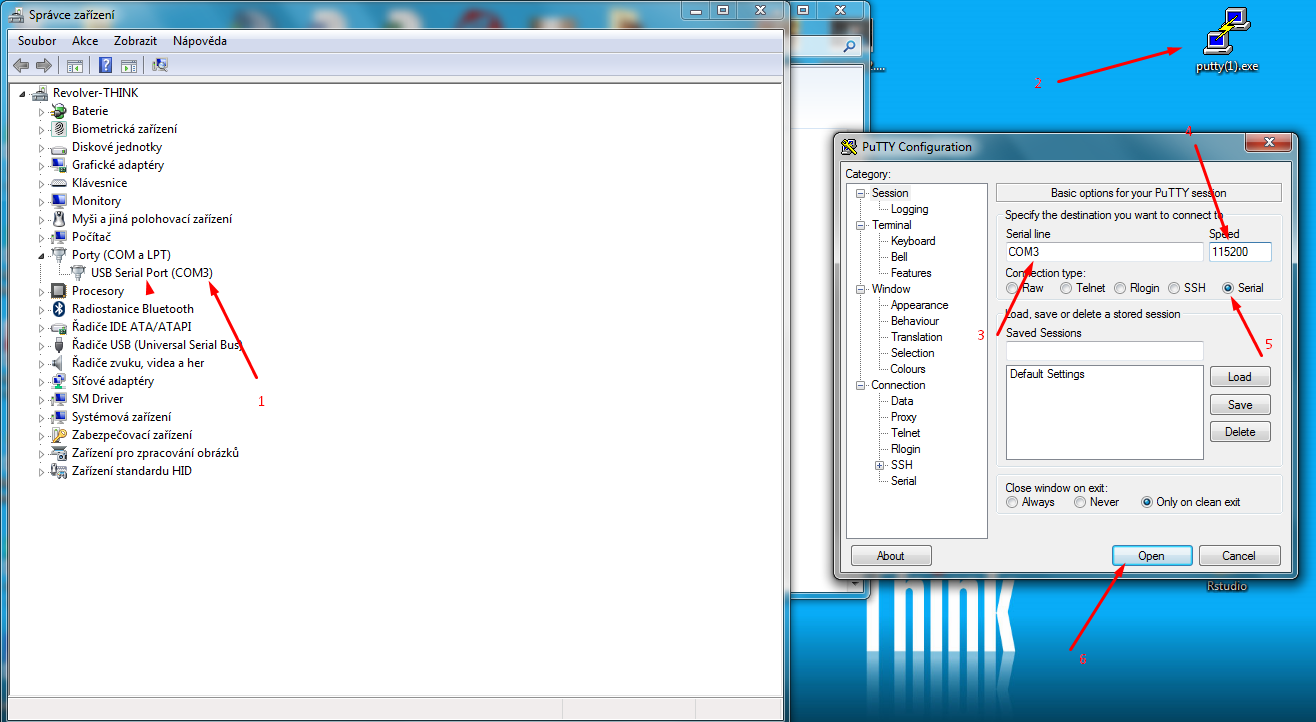 Správce zařízení
Soubor Akce Zobrazit Nápověda
Revolver-THINK
Baterie
Biometrická zařízení
Diskové jednotky
Grafické adaptéry
Klávesnice
Monitory
Myši a jiná polohovací zařízení
Počítač
Porty (COM a LPT)
USB Serial Port (COM3)
Procesory
Radiostanice Bluetooth
Řadiče IDE ATA/ATAPI
Řadiče USB (Universal Serial Bus)
Řadiče zvuku, videa a her
Síťové adaptéry
SM Driver
Systémová zařízení
Zabezpečovací zařízení
Zařízení pro zpracování obrázků
Zařízení standardu HID
1
2
putty(1).exe
4
PuTTY Configuration
Category:
Session
Logging
Terminal
Keyboard
Bell
Features
Window
Appearance
Behaviour
Translation
Selection
Colours
Connection
Data
Proxy
Telnet
Rlogin
SSH
Serial
Basic options for your PuTTY session
Specify the destination you want to connect to
Serial line Speed
COM3 115200
Connection type:
Raw Telnet Rlogin SSH Serial
3
5
Load, save or delete a stored session
Saved Sessions
Default Settings
Load
Save
Delete
Close window on exit:
Always Never Only on clean exit
About Open Cancel
Rstudio
Think
6